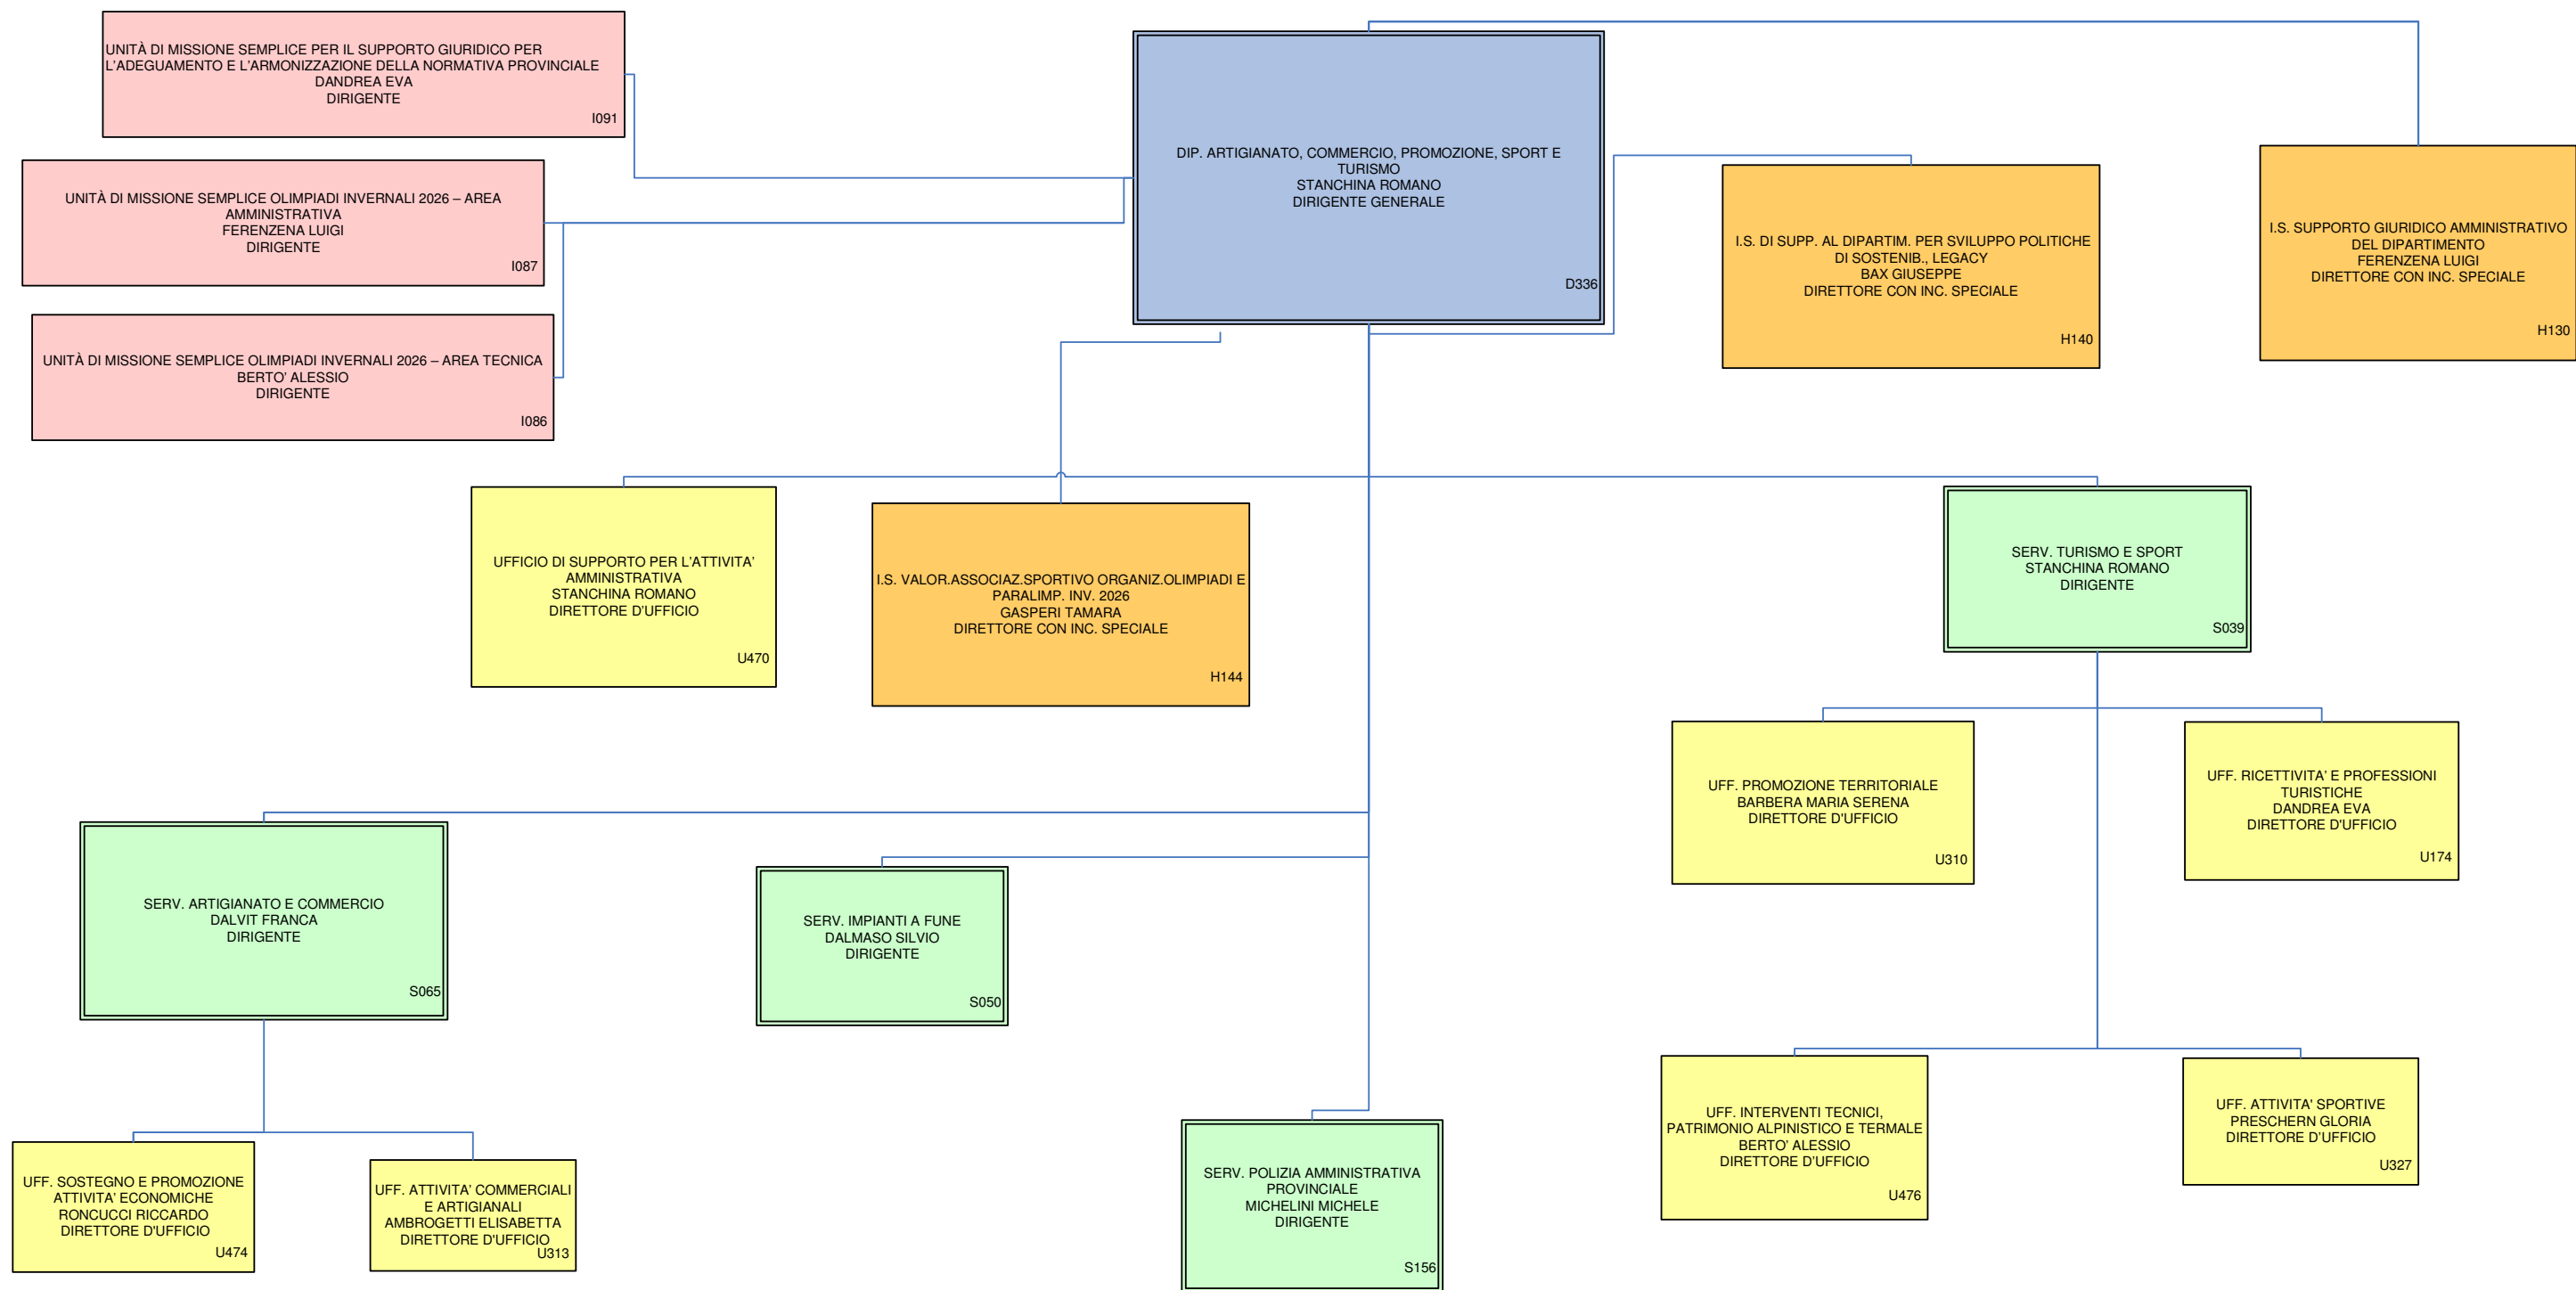 UNITÀ DI MISSIONE SEMPLICE PER IL SUPPORTO GIURIDICO PER
L'ADEGUAMENTO E L'ARMONIZZAZIONE DELLA NORMATIVA PROVINCIALE
DANDREA EVA
DIRIGENTE
I091
UNITÀ DI MISSIONE SEMPLICE OLIMPIADI INVERNALI 2026 – AREA
AMMINISTRATIVA
FERENZENA LUIGI
DIRIGENTE
I087
UNITÀ DI MISSIONE SEMPLICE OLIMPIADI INVERNALI 2026 – AREA TECNICA
BERTO' ALESSIO
DIRIGENTE
I086
DIP. ARTIGIANATO, COMMERCIO, PROMOZIONE, SPORT E
TURISMO
STANCHINA ROMANO
DIRIGENTE GENERALE
D336
I.S. DI SUPP. AL DIPARTIM. PER SVILUPPO POLITICHE
DI SOSTENIB., LEGACY
BAX GIUSEPPE
DIRETTORE CON INC. SPECIALE
H140
I.S. SUPPORTO GIURIDICO AMMINISTRATIVO
DEL DIPARTIMENTO
FERENZENA LUIGI
DIRETTORE CON INC. SPECIALE
H130
UFFICIO DI SUPPORTO PER L'ATTIVITA'
AMMINISTRATIVA
STANCHINA ROMANO
DIRETTORE D'UFFICIO
U470
I.S. VALOR.ASSOCIAZ.SPORTIVO ORGANIZ.OLIMPIADI E
PARALIMP. INV. 2026
GASPERI TAMARA
DIRETTORE CON INC. SPECIALE
H144
SERV. TURISMO E SPORT
STANCHINA ROMANO
DIRIGENTE
S039
UFF. PROMOZIONE TERRITORIALE
BARBERA MARIA SERENA
DIRETTORE D'UFFICIO
U310
UFF. RICETTIVITA' E PROFESSIONI
TURISTICHE
DANDREA EVA
DIRETTORE D'UFFICIO
U174
SERV. ARTIGIANATO E COMMERCIO
DALVIT FRANCA
DIRIGENTE
S065
SERV. IMPIANTI A FUNE
DALMASO SILVIO
DIRIGENTE
S050
UFF. SOSTEGNO E PROMOZIONE
ATTIVITA' ECONOMICHE
RONCUCCI RICCARDO
DIRETTORE D'UFFICIO
U474
UFF. ATTIVITA' COMMERCIALI
E ARTIGIANALI
AMBROGETTI ELISABETTA
DIRETTORE D'UFFICIO
U313
SERV. POLIZIA AMMINISTRATIVA
PROVINCIALE
MICHELINI MICHELE
DIRIGENTE
S156
UFF. INTERVENTI TECNICI,
PATRIMONIO ALPINISTICO E TERMALE
BERTO' ALESSIO
DIRETTORE D'UFFICIO
U476
UFF. ATTIVITA' SPORTIVE
PRESCHERN GLORIA
DIRETTORE D'UFFICIO
U327